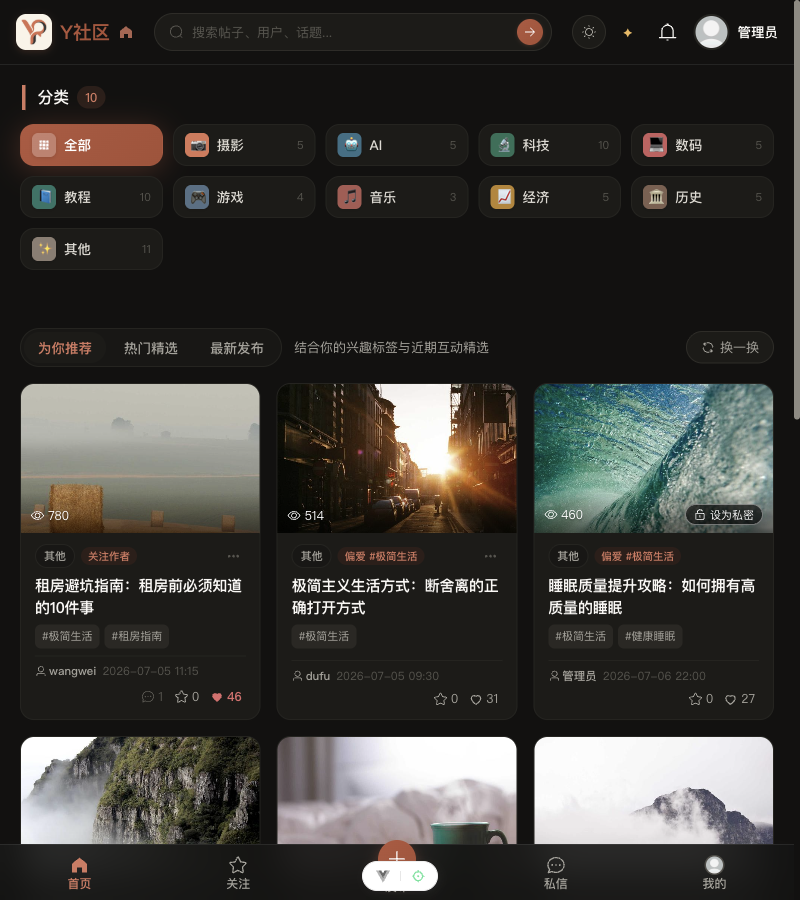 Y社区
搜索帖子、用户、话题...
管理员
分类 10
全部
摄影 5
AI 5
科技 10
数码 5
教程 10
游戏 4
音乐 3
经济 5
历史 5
其他 11
为你推荐 热门精选 最新发布 结合你的兴趣标签与近期互动精选 换一换
780
其他 关注作者
租房避坑指南：租房前必须知道
的10件事
#极简生活 #租房指南
wangwei 2026-07-05 11:15
1 0 46
514
其他 偏爱 #极简生活
极简主义生活方式：断舍离的正
确打开方式
#极简生活
dufu 2026-07-05 09:30
0 31
460 设为私密
其他 偏爱 #极简生活
睡眠质量提升攻略：如何拥有高
质量的睡眠
#极简生活 #健康睡眠
管理员 2026-07-06 22:00
0 27
首页
关注
私信
我的